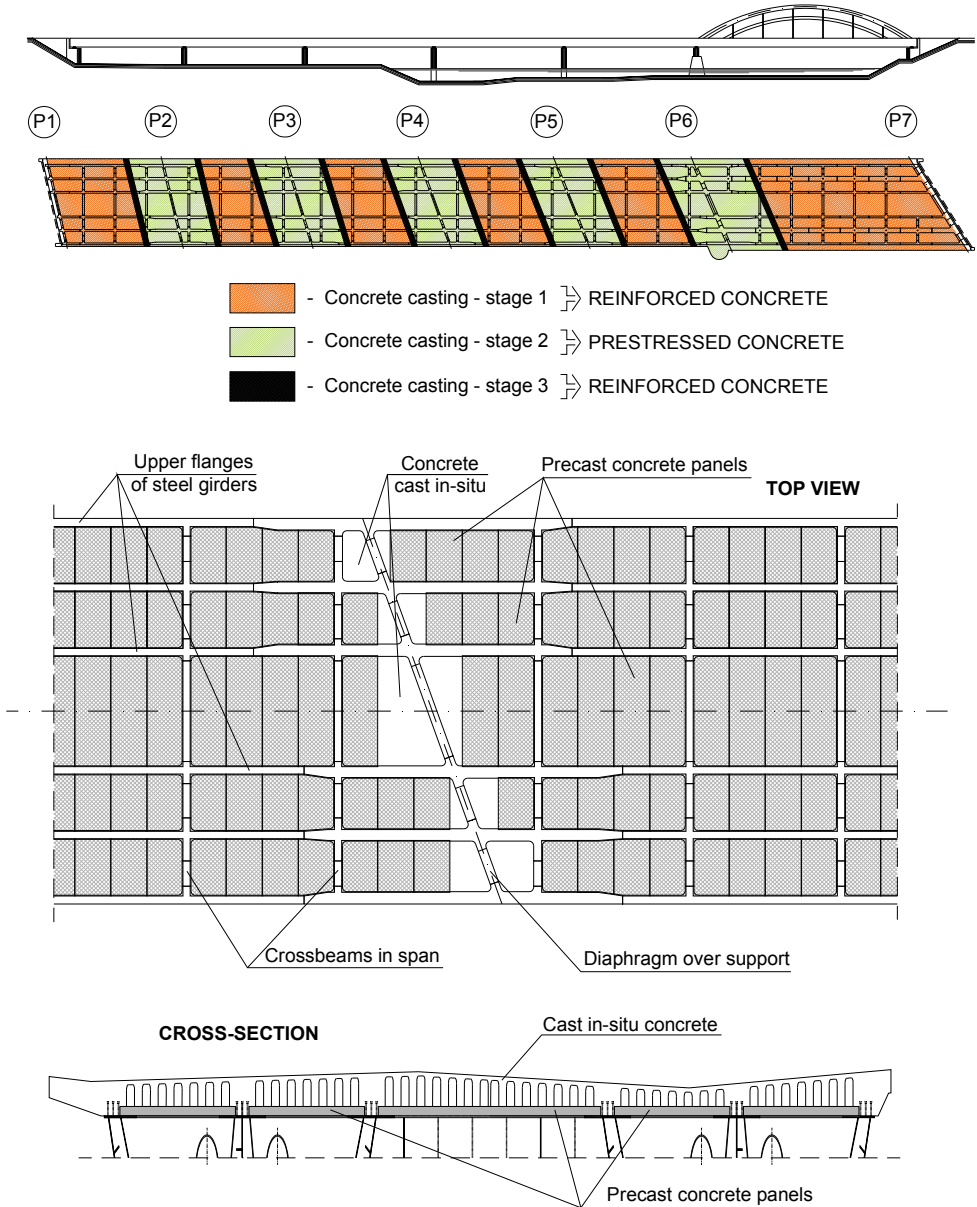 P1 P2 P3 P4 P5 P6 P7
- Concrete casting - stage 1 REINFORCED CONCRETE
- Concrete casting - stage 2 PRESTRESSED CONCRETE
- Concrete casting - stage 3 REINFORCED CONCRETE
Upper flanges
of steel girders
Concrete
cast in-situ
Precast concrete panels
TOP VIEW
Crossbeams in span
Diaphragm over support
CROSS-SECTION
Cast in-situ concrete
Precast concrete panels